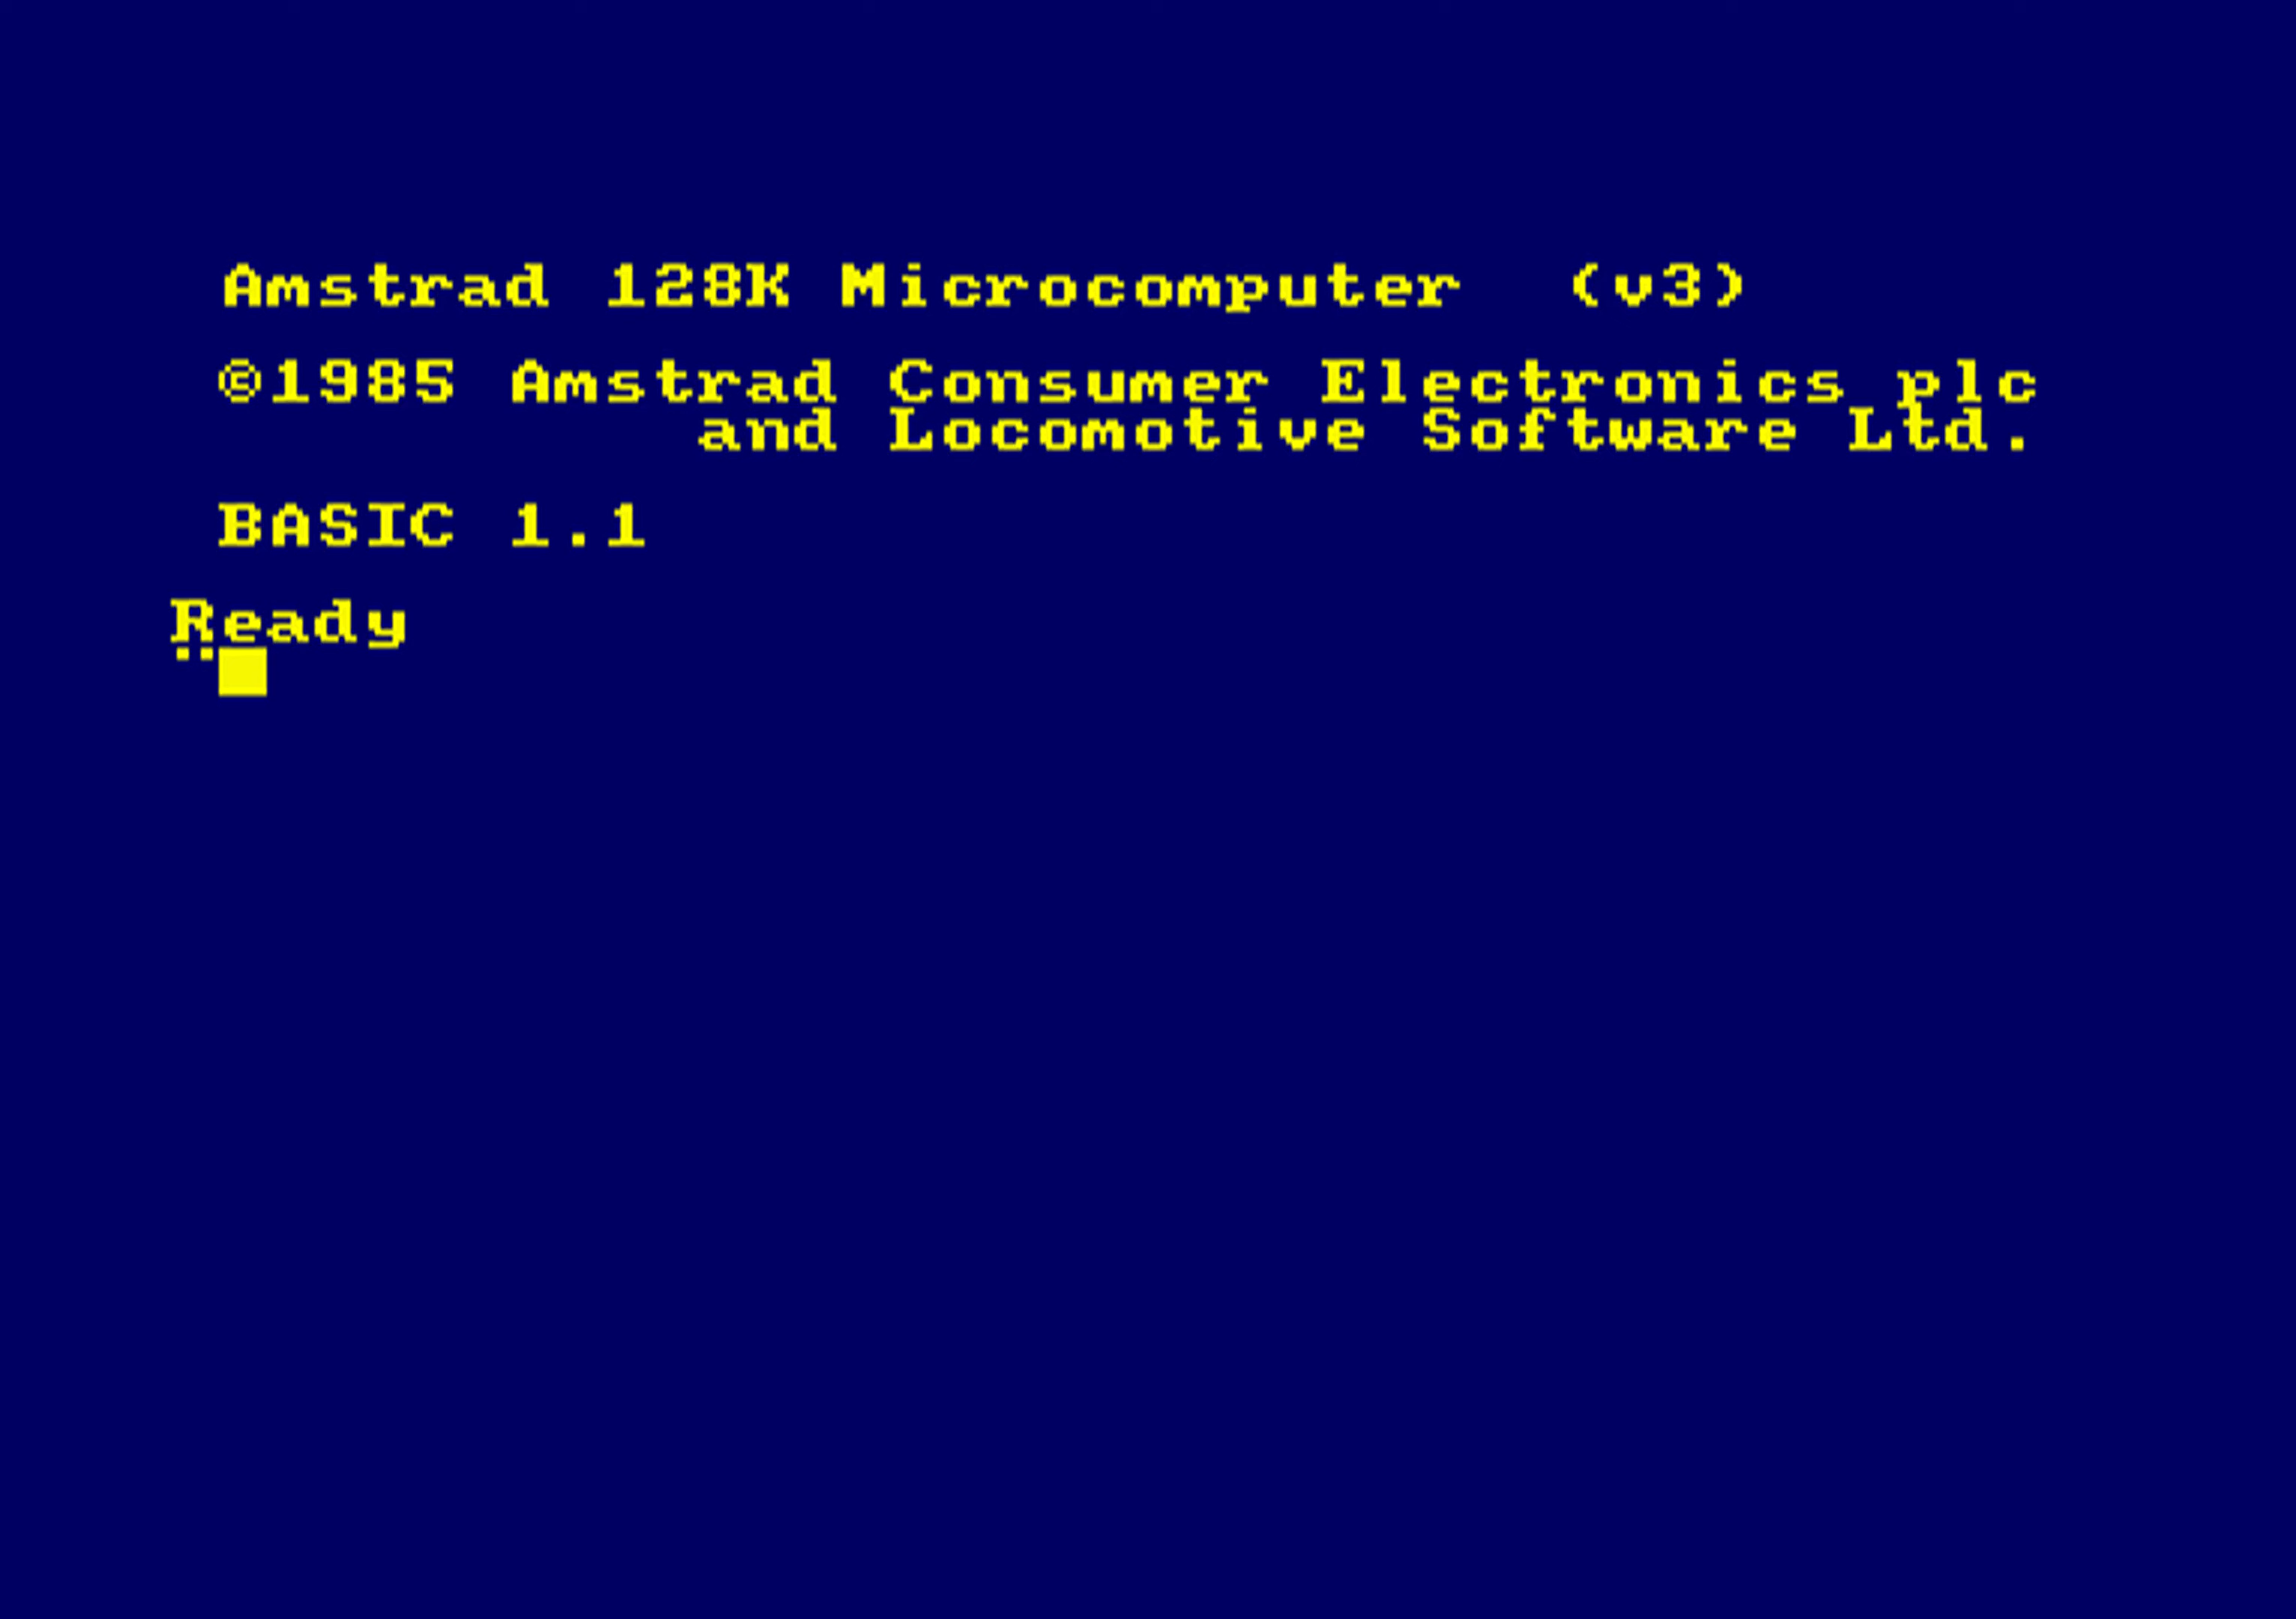 Amstrad 128K Microcomputer (v3)
©1985 Amstrad Consumer Electronics plc
and Locomotive Software Ltd.
BASIC 1.1
Ready
¨